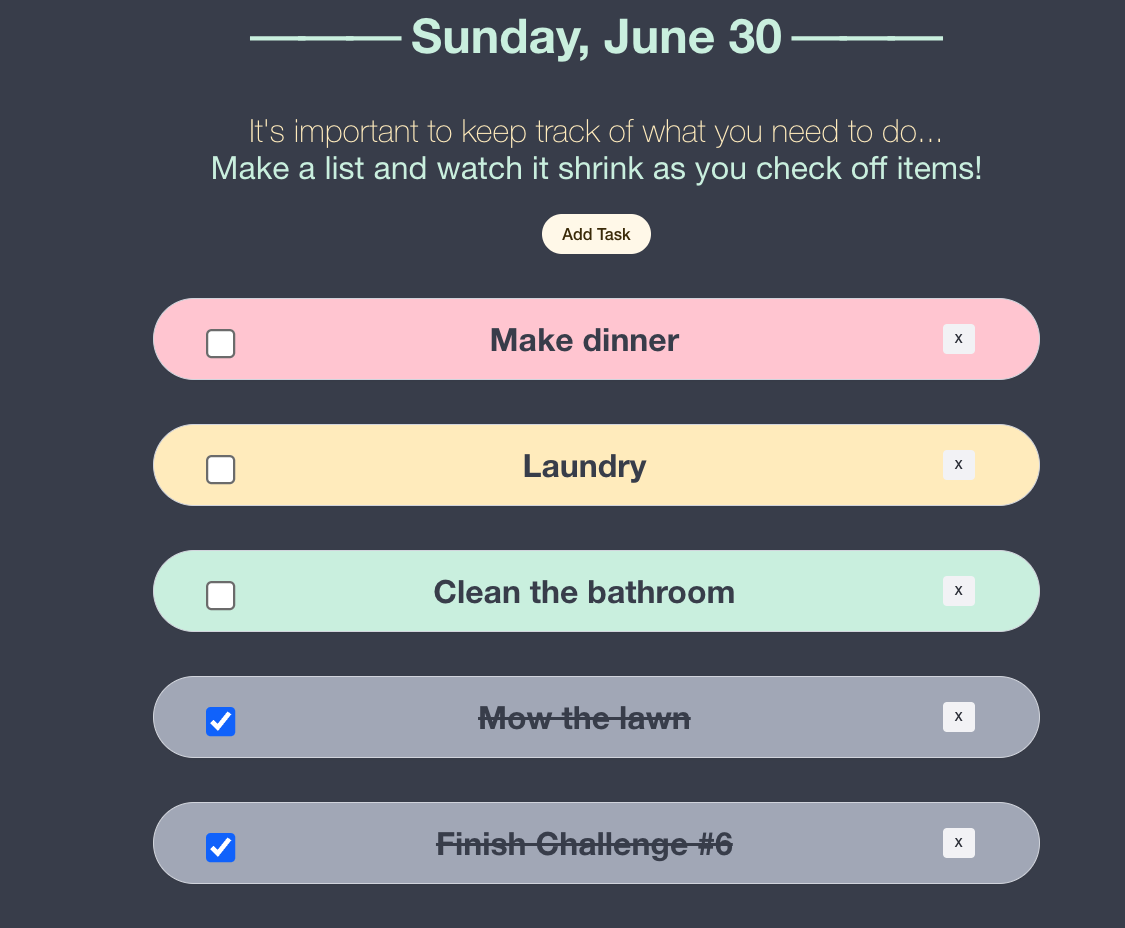 ——— Sunday, June 30 ———
It's important to keep track of what you need to do...
Make a list and watch it shrink as you check off items!
Add Task
Make dinner x
Laundry x
Clean the bathroom x
Mow the lawn x
Finish Challenge #6 x